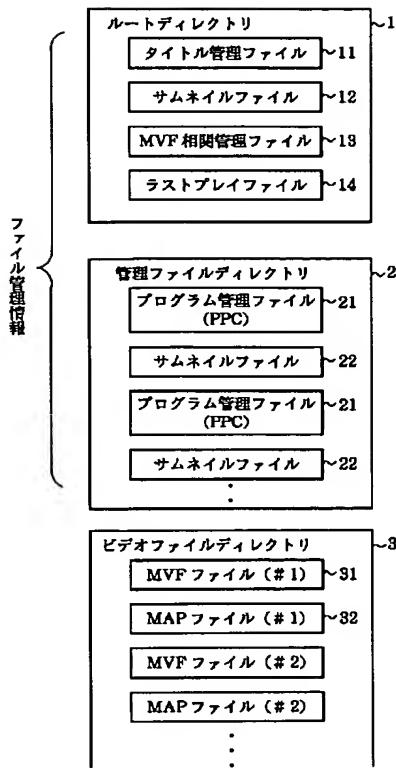 ルートディレクトリ
1
タイトル管理ファイル
11
サムネイルファイル
12
MVF相関管理ファイル
13
ラストプレイファイル
14
ファイル管理情報
管理ファイルディレクトリ
2
プログラム管理ファイル
(PPC)
21
サムネイルファイル
22
プログラム管理ファイル
(PPC)
21
サムネイルファイル
22
ビデオファイルディレクトリ
3
MVFファイル(#1)
31
MAPファイル(#1)
32
MVFファイル(#2)
MAPファイル(#2)